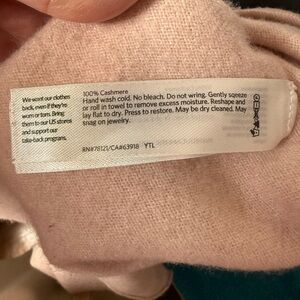 We want our clothes
back, even if they're
worn or torn. Bring
them to our US stores
and support our
take-back programs.
100% Cashmere
Hand wash cold. No bleach. Do not wring. Gently sqeeze
or roll in towel to remove excess moisture. Reshape and
lay flat to dry. Press to restore. May be dry cleaned. May
snag on jewelry.
RN#78121/CA#63918 YTL